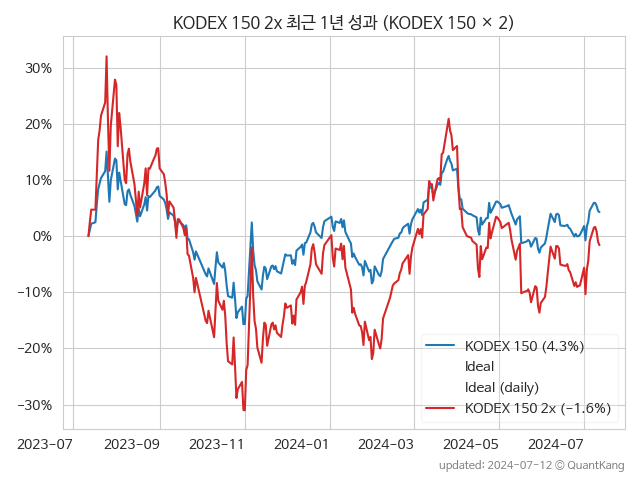 KODEX 150 2x 최근 1년 성과 (KODEX 150 × 2)
30%
20%
10%
0%
−10%
−20%
−30%
KODEX 150 (4.3%)
Ideal
Ideal (daily)
KODEX 150 2x (−1.6%)
2023-07 2023-09 2023-11 2024-01 2024-03 2024-05 2024-07
updated: 2024-07-12 © QuantKang